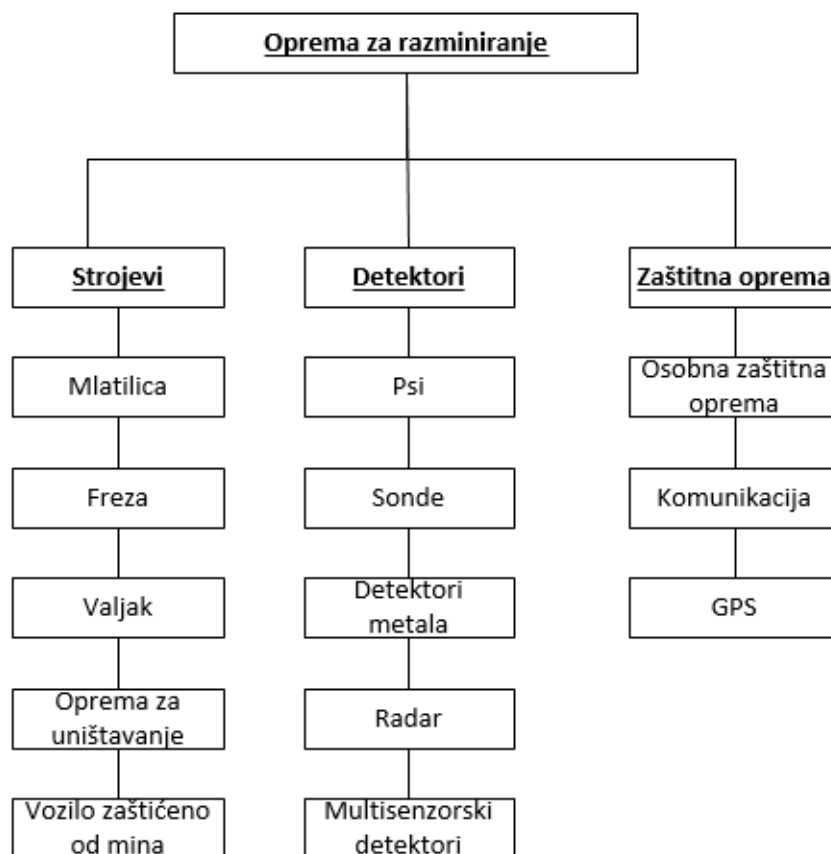 Oprema za razminiranje
Strojevi
Detektori
Zaštitna oprema
Mlatilica
Psi
Osobna zaštitna
oprema
Freza
Sonde
Komunikacija
Valjak
Detektori
metala
GPS
Oprema za
uništavanje
Radar
Vozilo zaštićeno
od mina
Multisenzorski
detektori